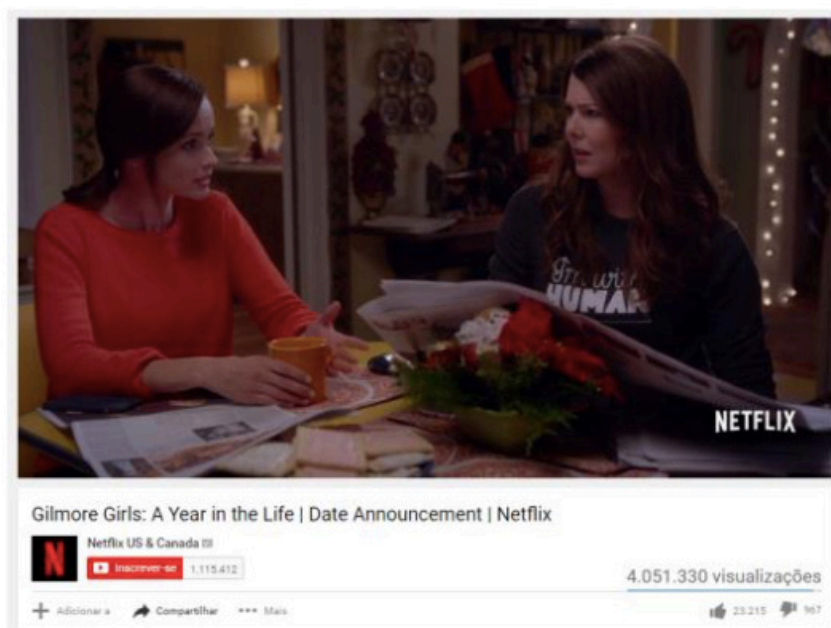 HUMAN
NETFLIX
Gilmore Girls: A Year in the Life | Date Announcement | Netflix
N
Netflix US & Canada
Inscrever-se 1.115.412
4.051.330 visualizações
Adicionar a Compartilhar Mais
23.215 967